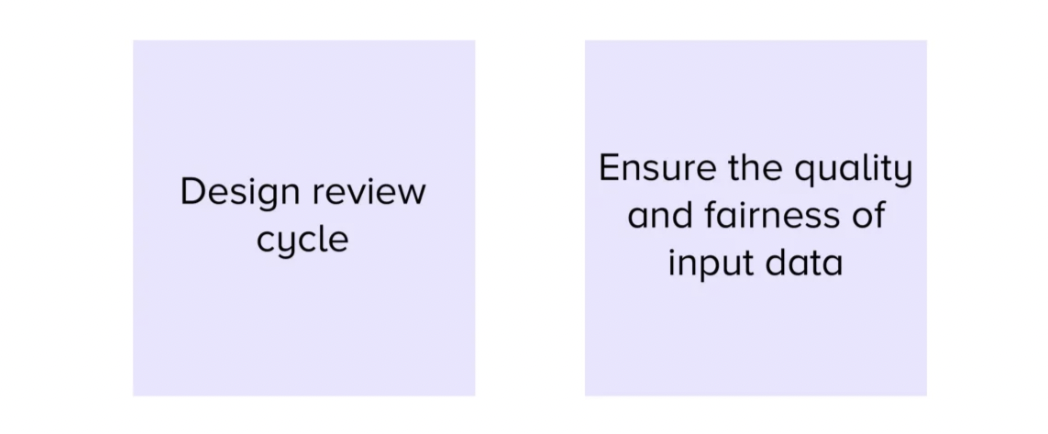 Design review
cycle
Ensure the quality
and fairness of
input data